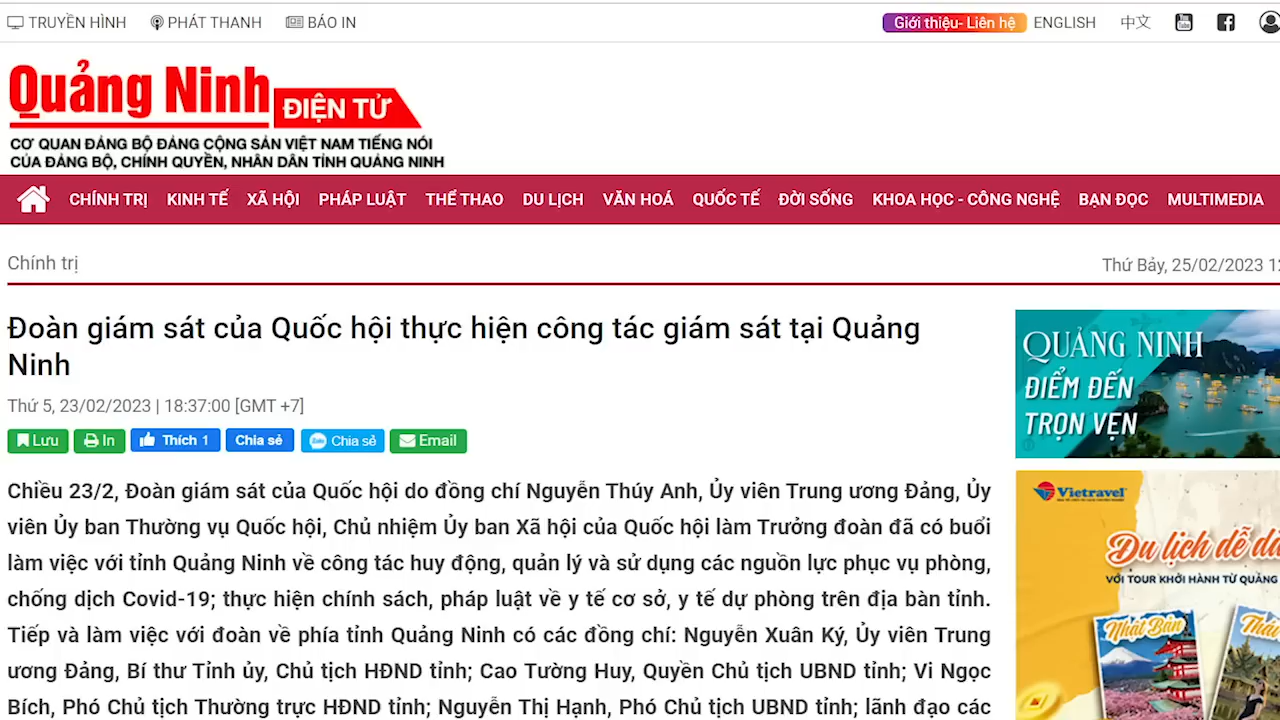 TRUYỀN HÌNH PHÁT THANH BÁO IN Giới thiệu- Liên hệ ENGLISH 中文
Quảng Ninh ĐIỆN TỬ
CƠ QUAN ĐẢNG BỘ ĐẢNG CỘNG SẢN VIỆT NAM TIẾNG NÓI
CỦA ĐẢNG BỘ, CHÍNH QUYỀN, NHÂN DÂN TỈNH QUẢNG NINH
CHÍNH TRỊ KINH TẾ XÃ HỘI PHÁP LUẬT THỂ THAO DU LỊCH VĂN HOÁ QUỐC TẾ ĐỜI SỐNG KHOA HỌC - CÔNG NGHỆ BẠN ĐỌC MULTIMEDIA
Chính trị
Thứ Bảy, 25/02/2023
Đoàn giám sát của Quốc hội thực hiện công tác giám sát tại Quảng
Ninh
Thứ 5, 23/02/2023 | 18:37:00 [GMT +7]
Lưu In Thích 1 Chia sẻ Chia sẻ Email
Chiều 23/2, Đoàn giám sát của Quốc hội do đồng chí Nguyễn Thúy Anh, Ủy viên Trung ương Đảng, Ủy
viên Ủy ban Thường vụ Quốc hội, Chủ nhiệm Ủy ban Xã hội của Quốc hội làm Trưởng đoàn đã có buổi
làm việc với tỉnh Quảng Ninh về công tác huy động, quản lý và sử dụng các nguồn lực phục vụ phòng,
chống dịch Covid-19; thực hiện chính sách, pháp luật về y tế cơ sở, y tế dự phòng trên địa bàn tỉnh.
Tiếp và làm việc với đoàn về phía tỉnh Quảng Ninh có các đồng chí: Nguyễn Xuân Ký, Ủy viên Trung
ương Đảng, Bí thư Tỉnh ủy, Chủ tịch HĐND tỉnh; Cao Tường Huy, Quyền Chủ tịch UBND tỉnh; Vi Ngọc
Bích, Phó Chủ tịch Thường trực HĐND tỉnh; Nguyễn Thị Hạnh, Phó Chủ tịch UBND tỉnh; lãnh đạo các
QUẢNG NINH
ĐIỂM ĐẾN
TRỌN VẸN
Vietravel
Du lịch dễ
VỚI TOUR KHỞI HÀNH TỪ QUẢNG
Nhật Bản